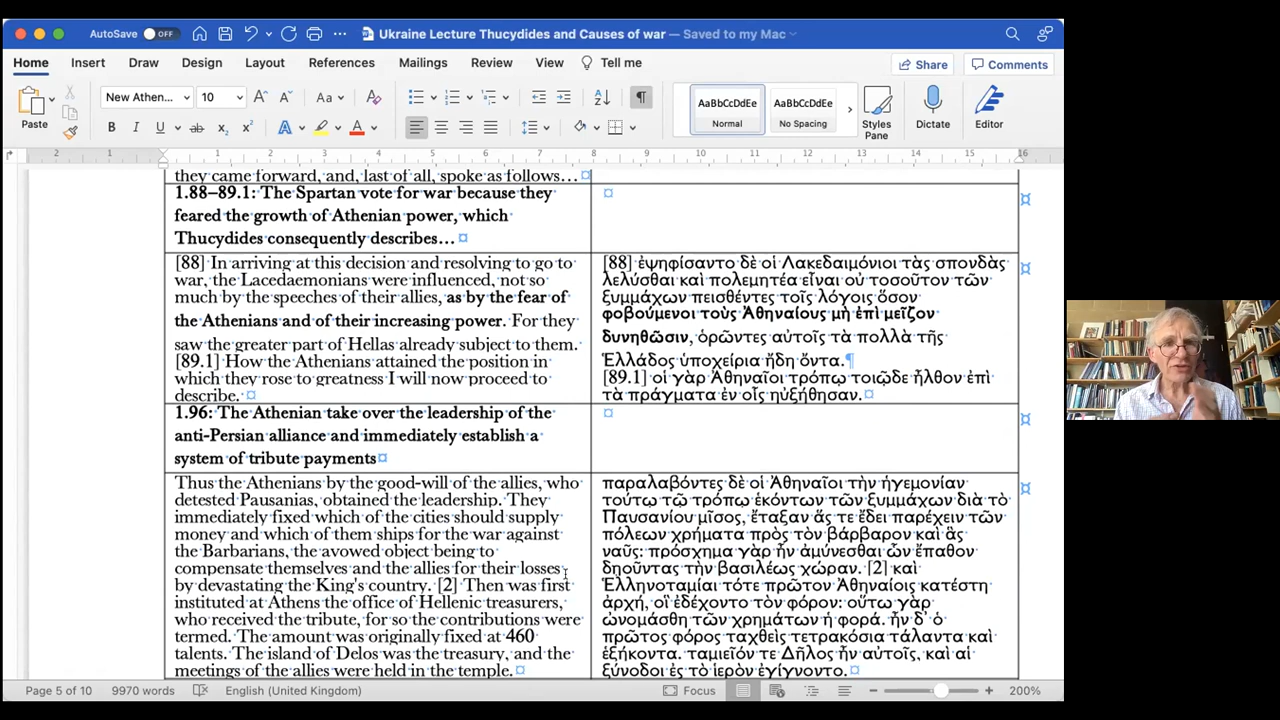 AutoSave OFF
Ukraine Lecture Thucydides and Causes of war — Saved to my Mac
Home Insert Draw Design Layout References Mailings Review View Tell me Share Comments
New Athen... 10 Aa AaBbCcDdEe AaBbCcDdEe
Paste Normal No Spacing Styles Pane Dictate Editor
2 1 1 2 3 4 5 6 7 8 9 10 11 12 13 14 15 16
they came forward, and, last of all, spoke as follows…
1.88–89.1: The Spartan vote for war because they
feared the growth of Athenian power, which
Thucydides consequently describes…
[88] In arriving at this decision and resolving to go to
war, the Lacedaemonians were influenced, not so
much by the speeches of their allies, as by the fear of
the Athenians and of their increasing power. For they
saw the greater part of Hellas already subject to them.
[89.1] How the Athenians attained the position in
which they rose to greatness I will now proceed to
describe.
[88] ἐψηφίσαντο δὲ οἱ Λακεδαιμόνιοι τὰς σπονδὰς
λελύσθαι καὶ πολεμητέα εἶναι οὐ τοσοῦτον τῶν
ξυμμάχων πεισθέντες τοῖς λόγοις ὅσον
φοβούμενοι τοὺς Ἀθηναίους μὴ ἐπὶ μεῖζον
δυνηθῶσιν, ὁρῶντες αὐτοῖς τὰ πολλὰ τῆς
Ἑλλάδος ὑποχείρια ἤδη ὄντα.¶
[89.1] οἱ γὰρ Ἀθηναῖοι τρόπῳ τοιῷδε ἦλθον ἐπὶ
τὰ πράγματα ἐν οἷς ηὐξήθησαν.
1.96: The Athenian take over the leadership of the
anti-Persian alliance and immediately establish a
system of tribute payments
Thus the Athenians by the good-will of the allies, who
detested Pausanias, obtained the leadership. They
immediately fixed which of the cities should supply
money and which of them ships for the war against
the Barbarians, the avowed object being to
compensate themselves and the allies for their losses
by devastating the King's country. [2] Then was first
instituted at Athens the office of Hellenic treasurers,
who received the tribute, for so the contributions were
termed. The amount was originally fixed at 460
talents. The island of Delos was the treasury, and the
meetings of the allies were held in the temple.
παραλαβόντες δὲ οἱ Ἀθηναῖοι τὴν ἡγεμονίαν
τούτῳ τῷ τρόπῳ ἑκόντων τῶν ξυμμάχων διὰ τὸ
Παυσανίου μῖσος, ἔταξαν ἅς τε ἔδει παρέχειν τῶν
πόλεων χρήματα πρὸς τὸν βάρβαρον καὶ ἃς
ναῦς: πρόσχημα γὰρ ἦν ἀμύνεσθαι ὧν ἔπαθον
δῃοῦντας τὴν βασιλέως χώραν. [2] καὶ
Ἑλληνοταμίαι τότε πρῶτον Ἀθηναίοις κατέστη
ἀρχή, οἳ ἐδέχοντο τὸν φόρον: οὕτω γὰρ
ὠνομάσθη τῶν χρημάτων ἡ φορά. ἦν δ᾽ ὁ
πρῶτος φόρος ταχθεὶς τετρακόσια τάλαντα καὶ
ἑξήκοντα. ταμιεῖόν τε Δῆλος ἦν αὐτοῖς, καὶ αἱ
ξύνοδοι ἐς τὸ ἱερὸν ἐγίγνοντο.
Page 5 of 10 9970 words English (United Kingdom) Focus 200%